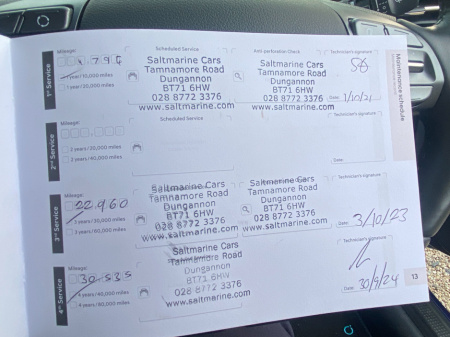 Maintenance schedule
1st Service
Mileage:
1 year/10,000 miles
1 year/20,000 miles
Scheduled Service
Saltmarine Cars
Tamnamore Road
Dungannon
BT71 6HW
028 8772 3376
www.saltmarine.com
Anti-perforation Check
Saltmarine Cars
Tamnamore Road
Dungannon
BT71 6HW
028 8772 3376
www.saltmarine.com
Technician's signature
Date: 1/10/21
2nd Service
Mileage:
2 years/20,000 miles
2 years/40,000 miles
Scheduled Service
Technician's signature
Date:
3rd Service
Mileage:
22,960
3 years/30,000 miles
3 years/60,000 miles
Saltmarine Cars
Tamnamore Road
Dungannon
BT71 6HW
028 8772 3376
www.saltmarine.com
Saltmarine Cars
Tamnamore Road
Dungannon
BT71 6HW
028 8772 3376
www.saltmarine.com
Technician's signature
Date: 3/10/23
4th Service
Mileage:
30,535
4 years/40,000 miles
4 years/80,000 miles
Saltmarine Cars
Tamnamore Road
Dungannon
BT71 6HW
028 8772 3376
www.saltmarine.com
Technician's signature
Date: 30/9/24
13